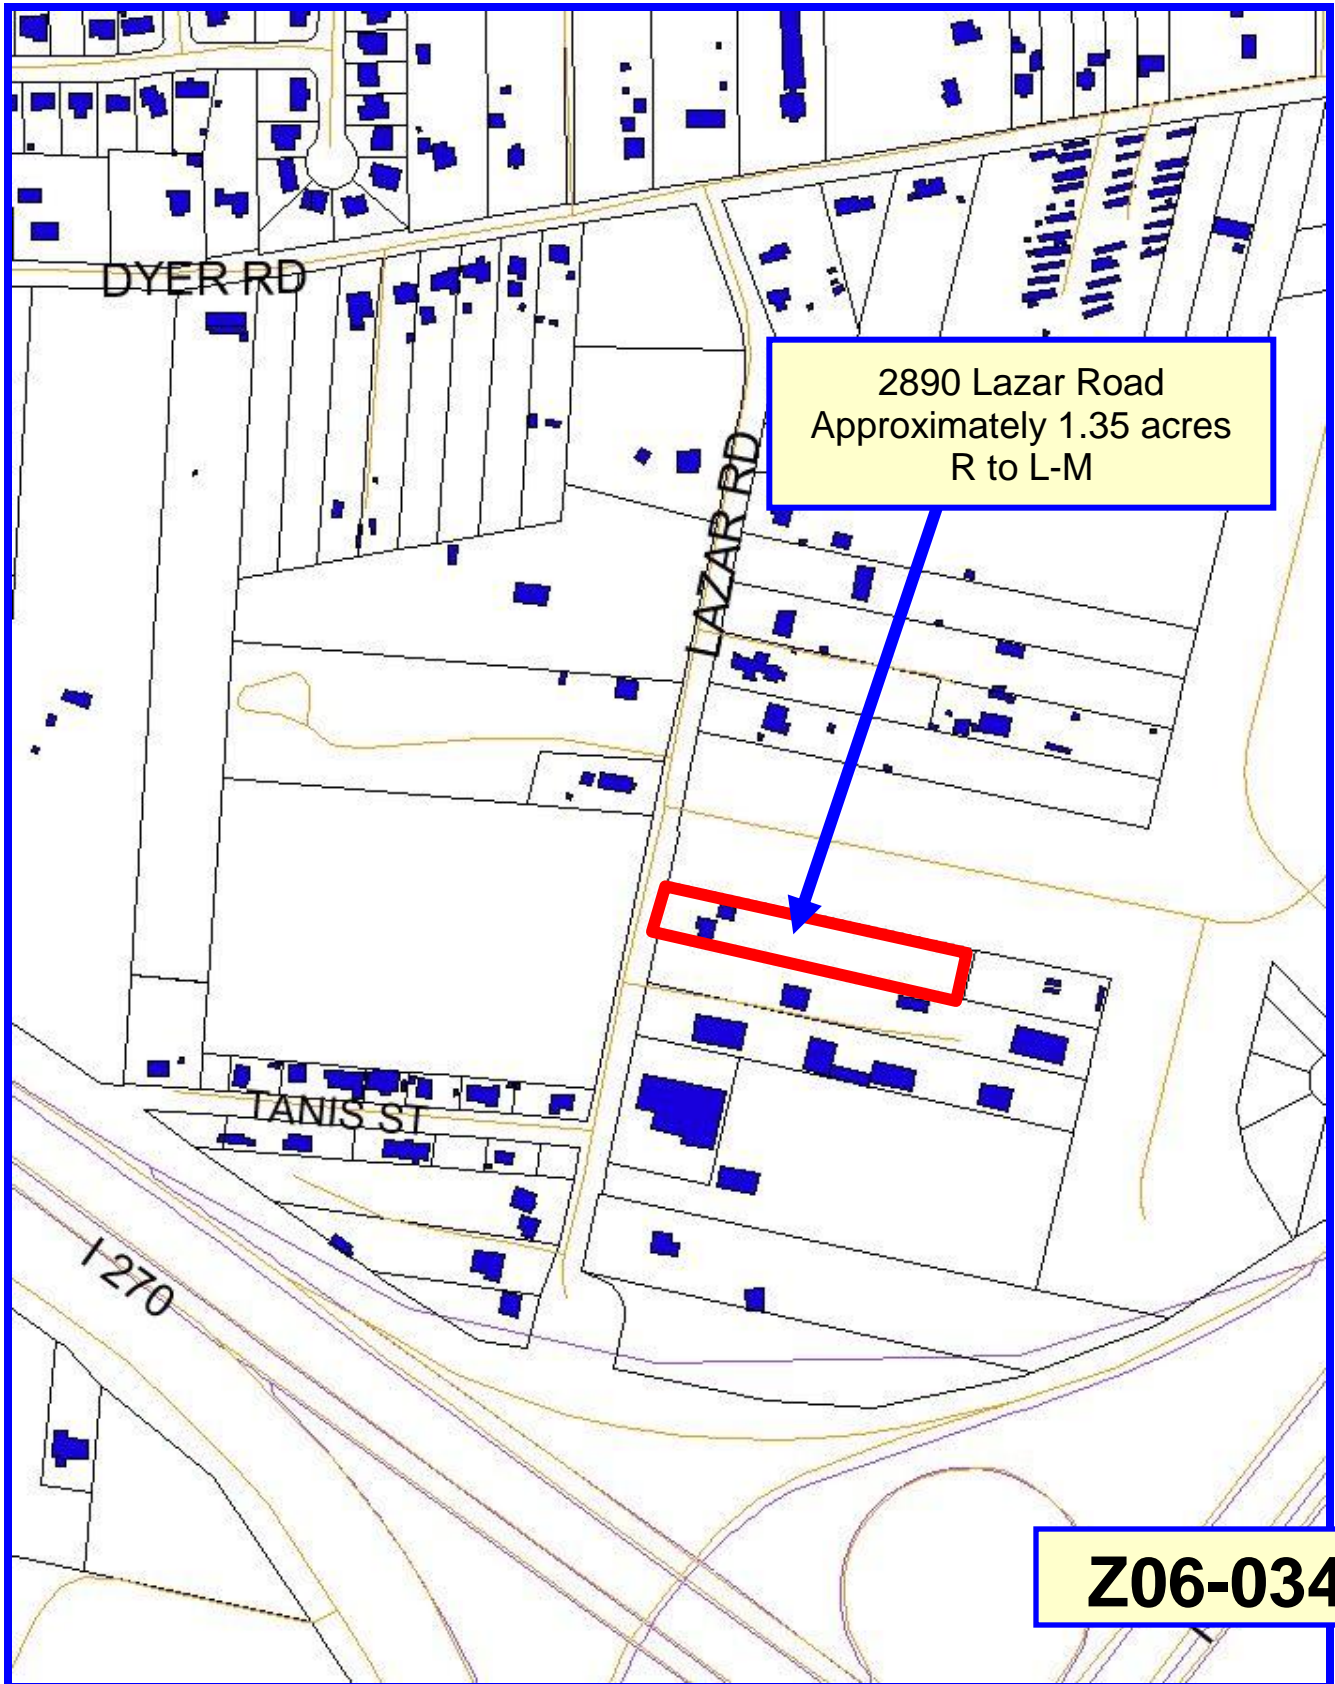 DYER RD
2890 Lazar Road
Approximately 1.35 acres
R to L-M
LAZAR RD
TANIS ST
I 270
Z06-034